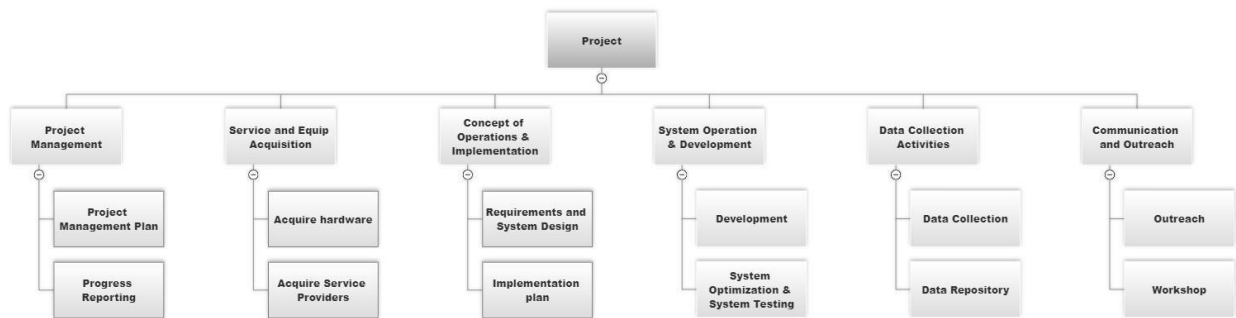 Project
Project
Management
Service and Equip
Acquisition
Concept of
Operations &
Implementation
System Operation
& Development
Data Collection
Activities
Communication
and Outreach
Project
Management Plan
Acquire hardware
Requirements and
System Design
Development
Data Collection
Outreach
Progress
Reporting
Acquire Service
Providers
Implementation
plan
System
Optimization &
System Testing
Data Repository
Workshop